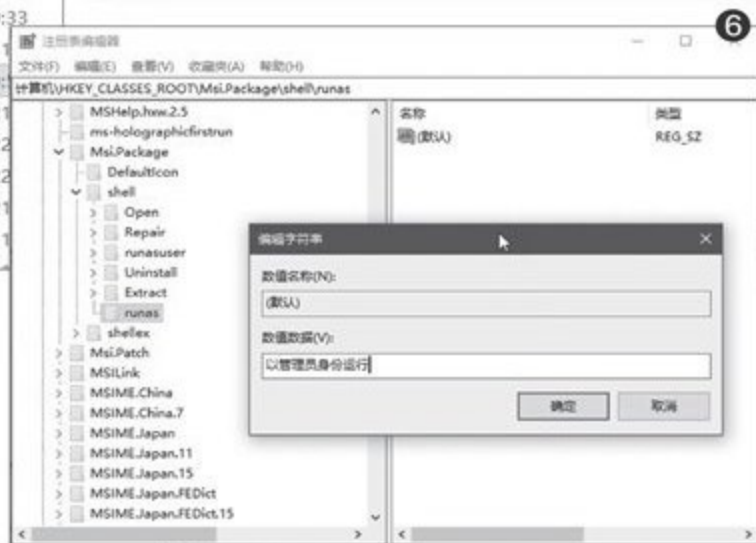 :33
6
注册表编辑器
文件(F) 编辑(E) 查看(V) 收藏夹(A) 帮助(H)
计算机\HKEY_CLASSES_ROOT\Msi.Package\shell\runas
MSHelp.hxw.2.5
ms-holographicfirstrun
Msi.Package
DefaultIcon
shell
Open
Repair
runasuser
Uninstall
Extract
runas
shellex
Msi.Patch
MSILink
MSIME.China
MSIME.China.7
MSIME.Japan
MSIME.Japan.11
MSIME.Japan.15
MSIME.Japan.FEDict
MSIME.Japan.FEDict.15
名称 类型
(默认) REG_SZ
编辑字符串
数值名称(N):
(默认)
数值数据(V):
以管理员身份运行
确定 取消